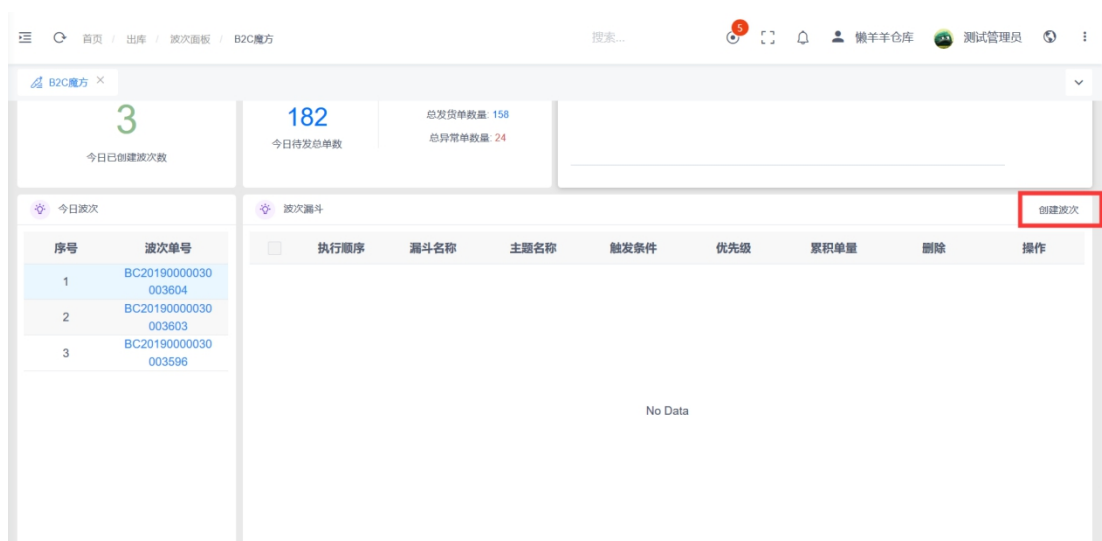 首页 / 出库 / 波次面板 / B2C魔方
搜索...
5
懒羊羊仓库
测试管理员
B2C魔方 ×
3
今日已创建波次数
182
今日待发总单数
总发货单数量: 158
总异常单数量: 24
今日波次
序号 波次单号
1 BC20190000030
003604
2 BC20190000030
003603
3 BC20190000030
003596
波次漏斗
创建波次
执行顺序 漏斗名称 主题名称 触发条件 优先级 累积单量 删除 操作
No Data